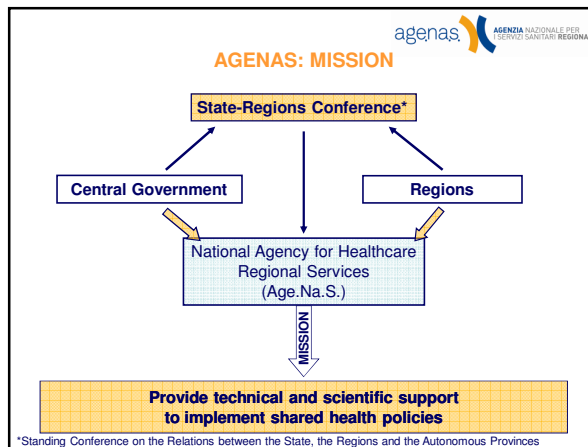 agenas.
AGENZIA NAZIONALE PER
I SERVIZI SANITARI REGIONA
AGENAS: MISSION
State-Regions Conference*
Central Government
Regions
National Agency for Healthcare
Regional Services
(Age.Na.S.)
MISSION
Provide technical and scientific support
to implement shared health policies
*Standing Conference on the Relations between the State, the Regions and the Autonomous Provinces